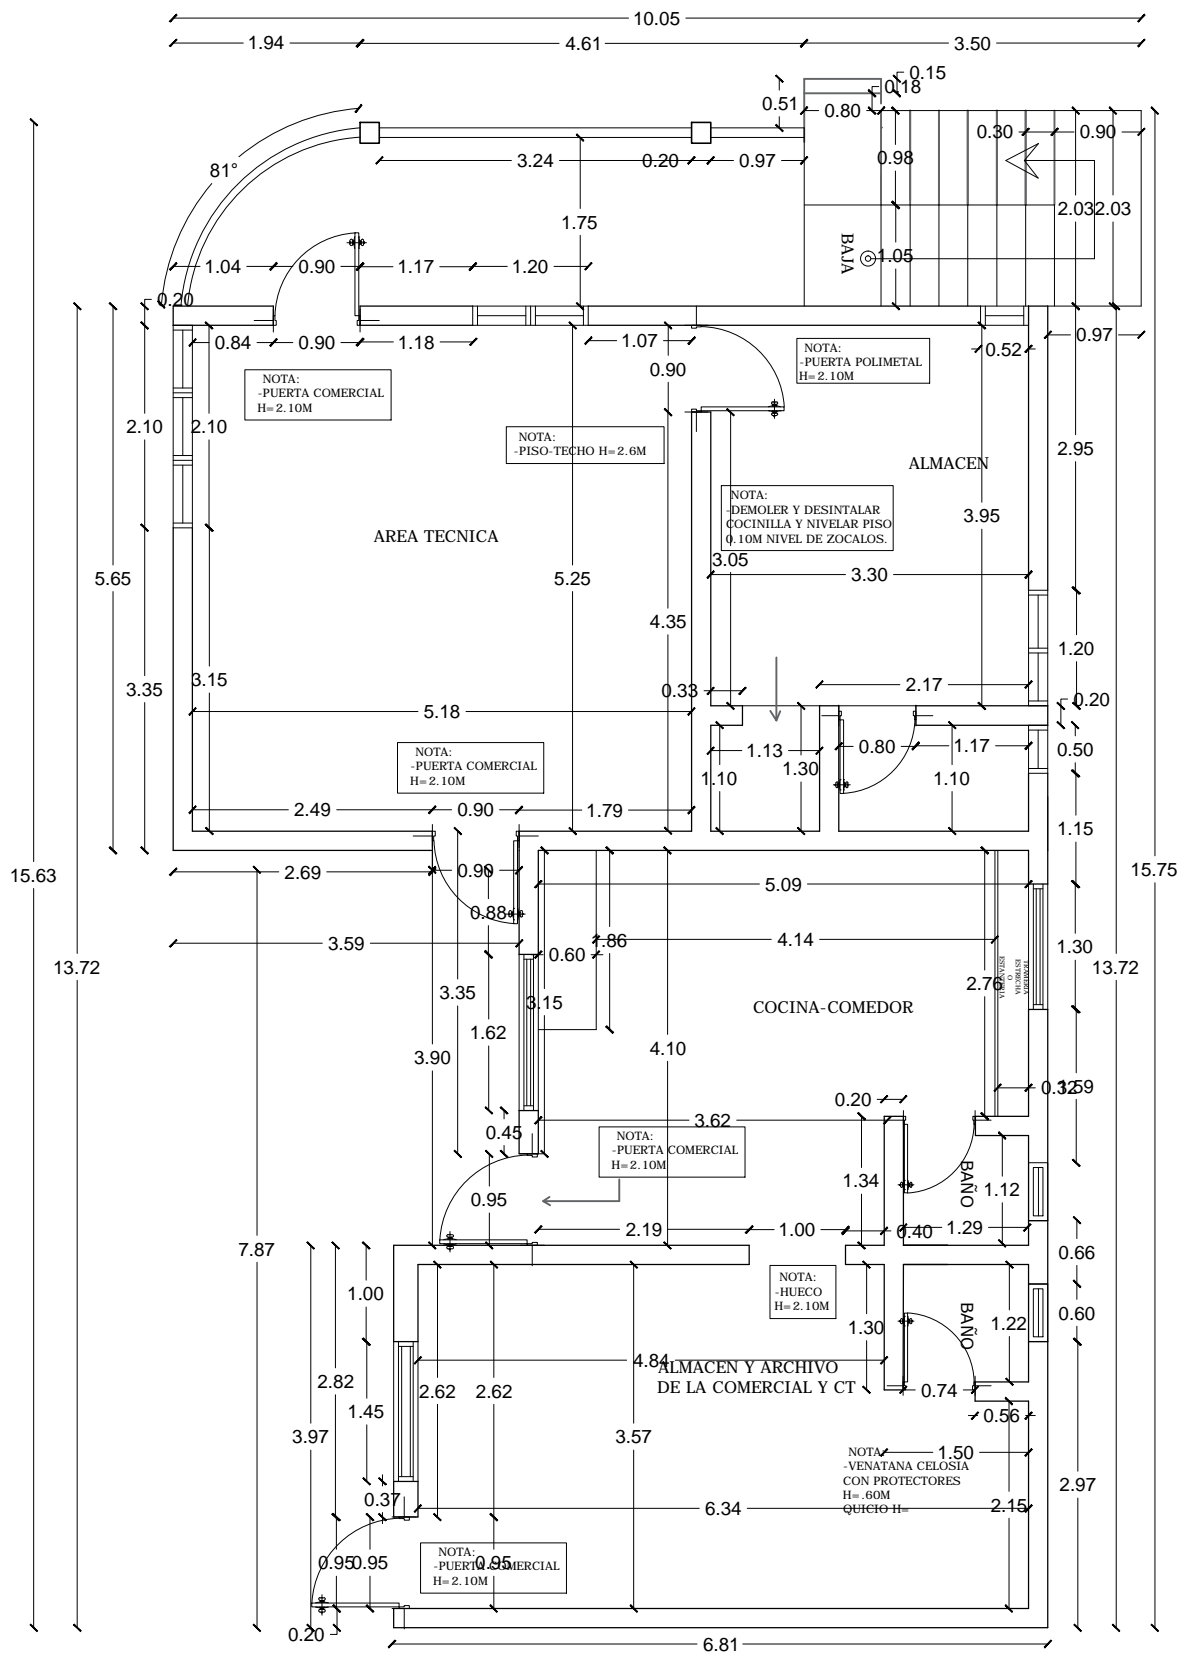 10.05
1.94 4.61 3.50
0.15
0.18
0.51 0.80
0.30 0.90
81° 3.24 0.20 0.97 0.98
1.75 2.03 2.03
BAJA 1.05
1.04 0.90 1.17 1.20
0.20
0.84 0.90 1.18 1.07 0.52 0.97
0.90
NOTA:
-PUERTA POLIMETAL
H=2.10M
NOTA:
-PUERTA COMERCIAL
H=2.10M
2.10 2.10
NOTA:
-PISO-TECHO H=2.6M
2.95
ALMACEN
NOTA:
-DEMOLER Y DESINTALAR
COCINILLA Y NIVELAR PISO
0.10M NIVEL DE ZOCALOS.
3.95
AREA TECNICA
3.05
5.65 5.25 3.30
4.35
1.20
3.35 3.15 0.33 2.17
0.20
5.18
NOTA:
-PUERTA COMERCIAL
H=2.10M
1.13 0.80 1.17 0.50
1.10 1.30 1.10
2.49 0.90 1.79 1.15
15.63 2.69 0.90 5.09 15.75
0.88
3.59 0.60 .86 4.14 1.30
13.72 13.72
3.35 3.15 2.76
TRAMERIA
ESTRECHA
O
ESTANTERIA
COCINA-COMEDOR
1.62
3.90 4.10
0.32 1.59
0.20
3.62
0.45
NOTA:
-PUERTA COMERCIAL
H=2.10M
0.95 1.34 BAÑO 1.12
2.19 1.00 0.40 1.29
7.87 0.66
NOTA:
-HUECO
H=2.10M
1.00 0.60
1.30 BAÑO 1.22
4.84
ALMACEN Y ARCHIVO
DE LA COMERCIAL Y CT
2.82 2.62 2.62 0.74
1.45 0.56
3.97 3.57
1.50
NOTA:
-VENATANA CELOSIA
CON PROTECTORES
H=.60M
QUICIO H=
2.97
0.37 6.34 2.15
NOTA:
-PUERTA COMERCIAL
H=2.10M
0.95 0.95 0.95
0.20
6.81